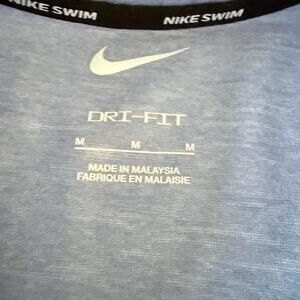 NIKE SWIM NIKE SWIM
DRI-FIT
M M M
MADE IN MALAYSIA
FABRIQUE EN MALAISIE